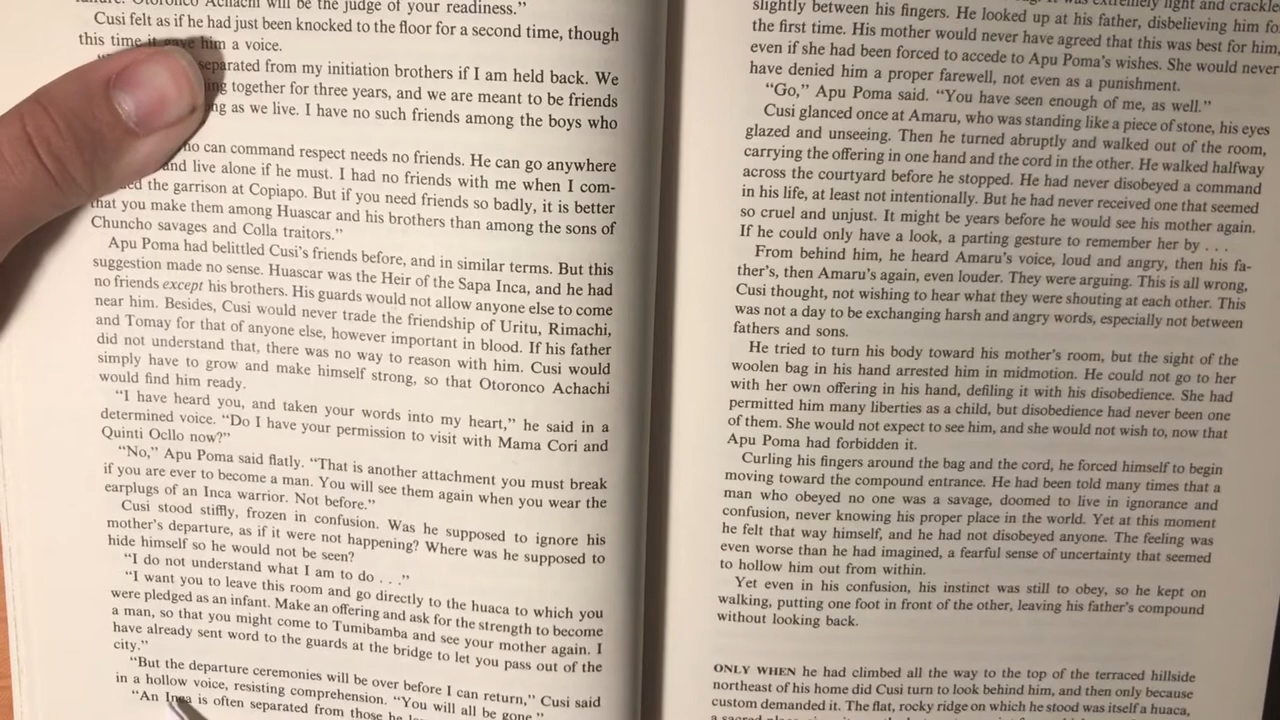 Otoronco Achachi will be the judge of your readiness.”
Cusi felt as if he had just been knocked to the floor for a second time, though
this time it gave him a voice.
separated from my initiation brothers if I am held back. We
together for three years, and we are meant to be friends
as we live. I have no such friends among the boys who
can command respect needs no friends. He can go anywhere
and live alone if he must. I had no friends with me when I com-
the garrison at Copiapo. But if you need friends so badly, it is better
that you make them among Huascar and his brothers than among the sons of
Chuncho savages and Colla traitors.”
Apu Poma had belittled Cusi’s friends before, and in similar terms. But this
suggestion made no sense. Huascar was the Heir of the Sapa Inca, and he had
no friends except his brothers. His guards would not allow anyone else to come
near him. Besides, Cusi would never trade the friendship of Uritu, Rimachi,
and Tomay for that of anyone else, however important in blood. If his father
did not understand that, there was no way to reason with him. Cusi would
simply have to grow and make himself strong, so that Otoronco Achachi
would find him ready.
“I have heard you, and taken your words into my heart,” he said in a
determined voice. “Do I have your permission to visit with Mama Cori and
Quinti Ocllo now?”
“No,” Apu Poma said flatly. “That is another attachment you must break
if you are ever to become a man. You will see them again when you wear the
earplugs of an Inca warrior. Not before.”
Cusi stood stiffly, frozen in confusion. Was he supposed to ignore his
mother’s departure, as if it were not happening? Where was he supposed to
hide himself so he would not be seen?
“I do not understand what I am to do . . .”
“I want you to leave this room and go directly to the huaca to which you
were pledged as an infant. Make an offering and ask for the strength to become
a man, so that you might come to Tumibamba and see your mother again. I
have already sent word to the guards at the bridge to let you pass out of the
city.”
“But the departure ceremonies will be over before I can return,” Cusi said
in a hollow voice, resisting comprehension. “You will all be gone.”
“An Inca is often separated from those he
light and crackle
slightly between his fingers. He looked up at his father, disbelieving him for
the first time. His mother would never have agreed that this was best for him,
even if she had been forced to accede to Apu Poma’s wishes. She would never
have denied him a proper farewell, not even as a punishment.
“Go,” Apu Poma said. “You have seen enough of me, as well.”
Cusi glanced once at Amaru, who was standing like a piece of stone, his eyes
glazed and unseeing. Then he turned abruptly and walked out of the room,
carrying the offering in one hand and the cord in the other. He walked halfway
across the courtyard before he stopped. He had never disobeyed a command
in his life, at least not intentionally. But he had never received one that seemed
so cruel and unjust. It might be years before he would see his mother again.
If he could only have a look, a parting gesture to remember her by . . .
From behind him, he heard Amaru’s voice, loud and angry, then his fa-
ther’s, then Amaru’s again, even louder. They were arguing. This is all wrong,
Cusi thought, not wishing to hear what they were shouting at each other. This
was not a day to be exchanging harsh and angry words, especially not between
fathers and sons.
He tried to turn his body toward his mother’s room, but the sight of the
woolen bag in his hand arrested him in midmotion. He could not go to her
with her own offering in his hand, defiling it with his disobedience. She had
permitted him many liberties as a child, but disobedience had never been one
of them. She would not expect to see him, and she would not wish to, now that
Apu Poma had forbidden it.
Curling his fingers around the bag and the cord, he forced himself to begin
moving toward the compound entrance. He had been told many times that a
man who obeyed no one was a savage, doomed to live in ignorance and
confusion, never knowing his proper place in the world. Yet at this moment
he felt that way himself, and he had not disobeyed anyone. The feeling was
even worse than he had imagined, a fearful sense of uncertainty that seemed
to hollow him out from within.
Yet even in his confusion, his instinct was still to obey, so he kept on
walking, putting one foot in front of the other, leaving his father’s compound
without looking back.
ONLY WHEN he had climbed all the way to the top of the terraced hillside
northeast of his home did Cusi turn to look behind him, and then only because
custom demanded it. The flat, rocky ridge on which he stood was itself a huaca,